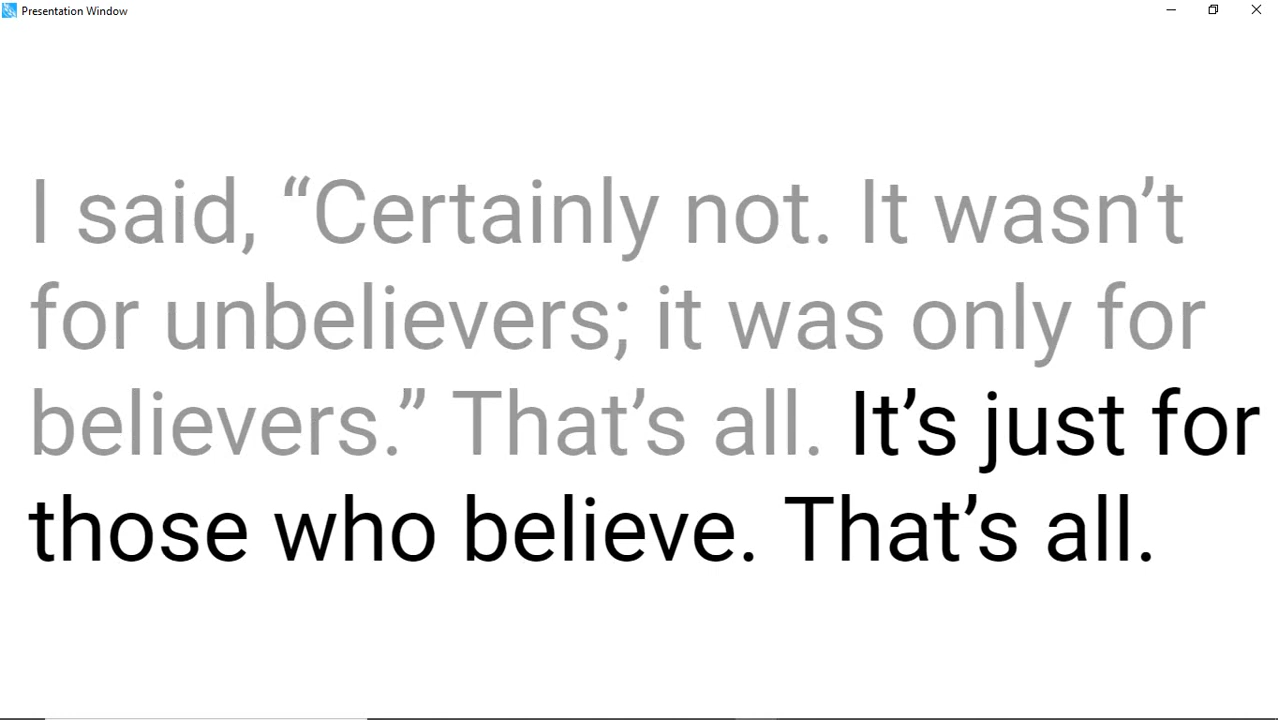 Presentation Window
I said, “Certainly not. It wasn’t
for unbelievers; it was only for
believers.” That’s all. It’s just for
those who believe. That’s all.